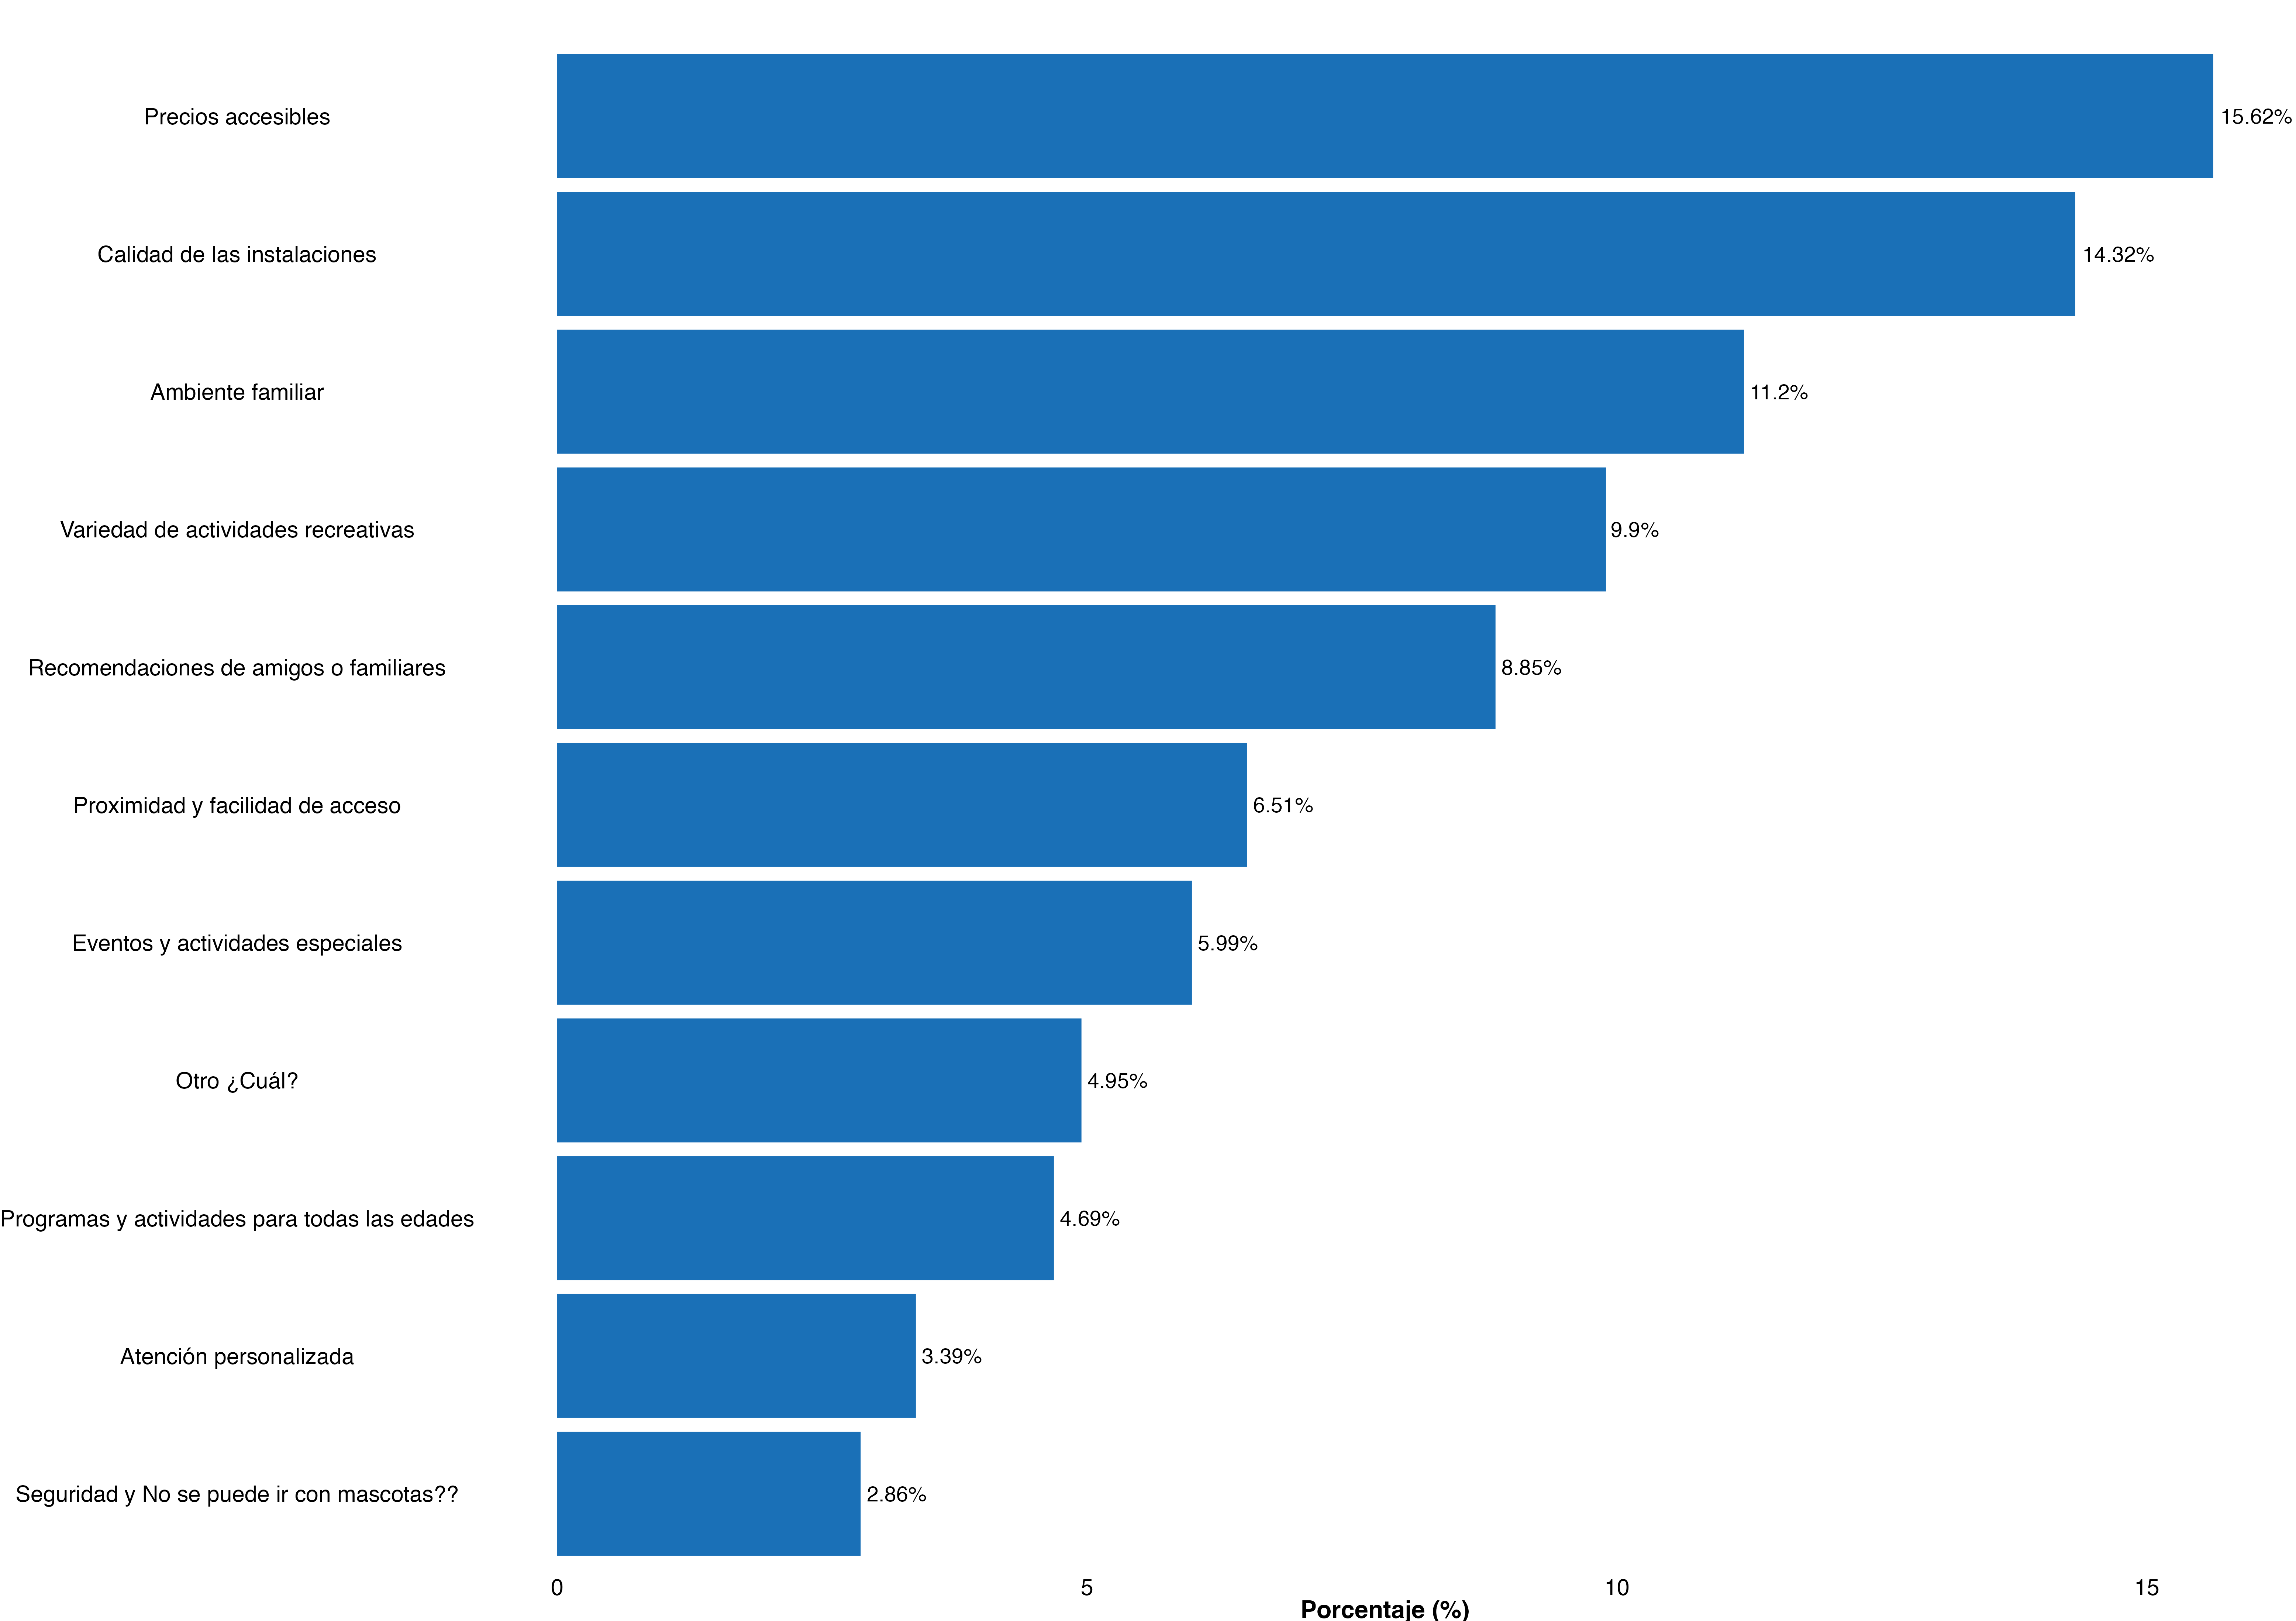 Precios accesibles
15.62%
Calidad de las instalaciones
14.32%
Ambiente familiar
11.2%
Variedad de actividades recreativas
9.9%
Recomendaciones de amigos o familiares
8.85%
Proximidad y facilidad de acceso
6.51%
Eventos y actividades especiales
5.99%
Otro ¿Cuál?
4.95%
Programas y actividades para todas las edades
4.69%
Atención personalizada
3.39%
Seguridad y No se puede ir con mascotas??
2.86%
0 5 10 15
Porcentaje (%)